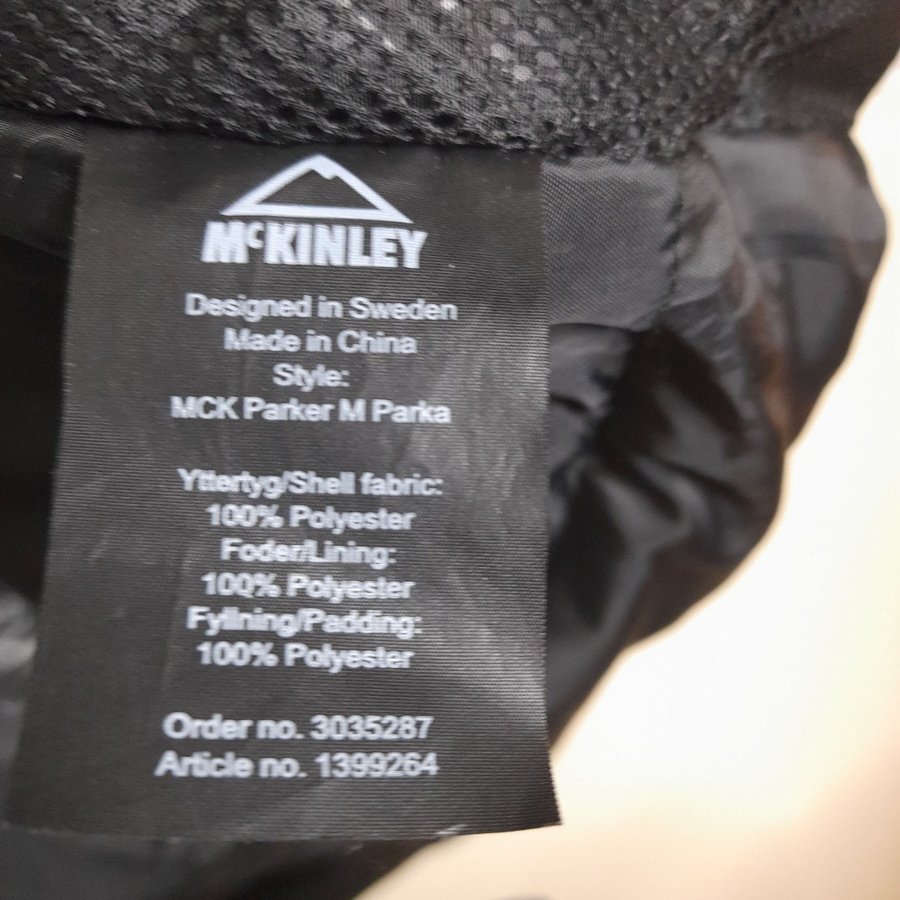 McKINLEY
Designed in Sweden
Made in China
Style:
MCK Parker M Parka
Yttertyg/Shell fabric:
100% Polyester
Foder/Lining:
100% Polyester
Fyllning/Padding:
100% Polyester
Order no. 3035287
Article no. 1399264